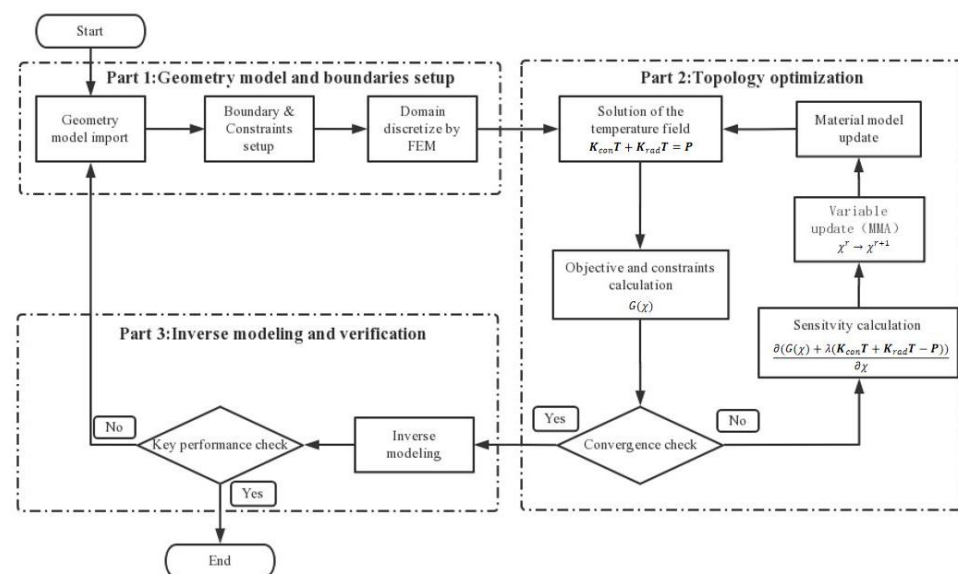 Start
Part 1:Geometry model and boundaries setup
Geometry
model import
Boundary &
Constraints
setup
Domain
discretize by
FEM
Part 2:Topology optimization
Solution of the
temperature field
K_con T + K_rad T = P
Material model
update
Variable
update（MMA）
χ^r → χ^{r+1}
Objective and constraints
calculation
G(χ)
Sensitvity calculation
∂(G(χ) + λ(K_con T + K_rad T − P))
∂χ
Convergence check
Yes
No
Part 3:Inverse modeling and verification
Inverse
modeling
Key performance check
No
Yes
End